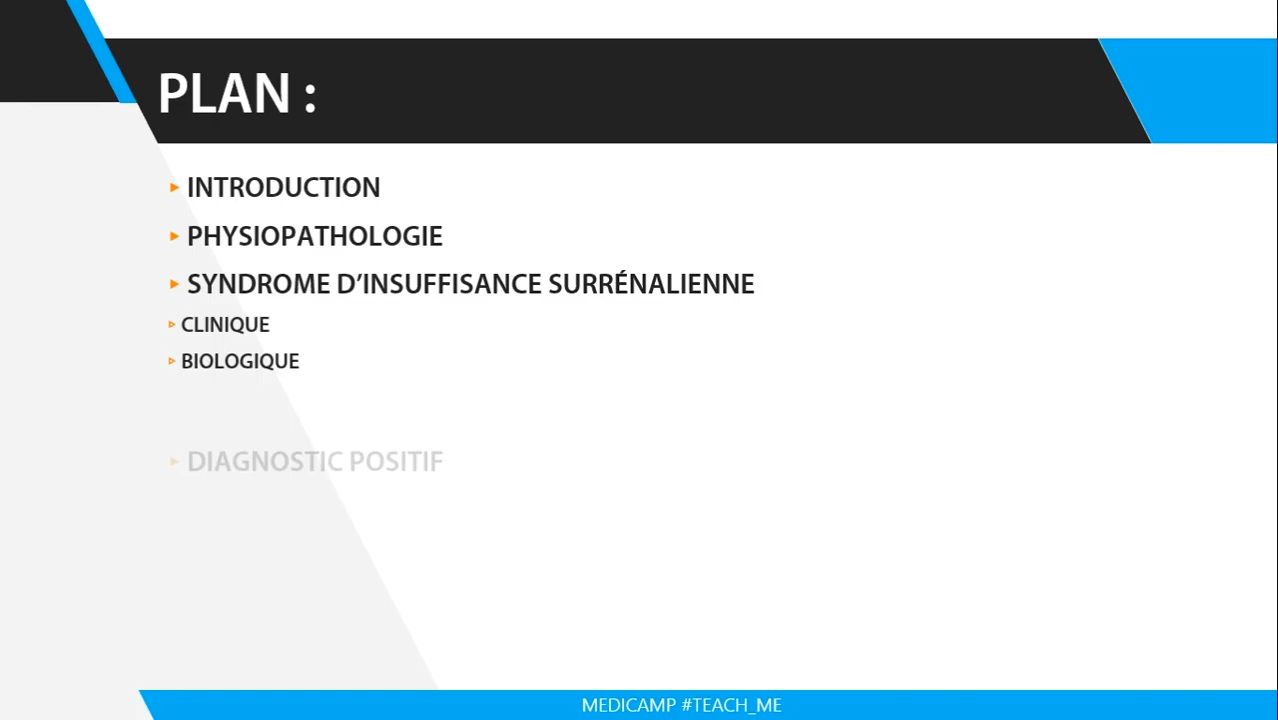 PLAN :
INTRODUCTION
PHYSIOPATHOLOGIE
SYNDROME D’INSUFFISANCE SURRÉNALIENNE
CLINIQUE
BIOLOGIQUE
DIAGNOSTIC POSITIF
MEDICAMP #TEACH_ME